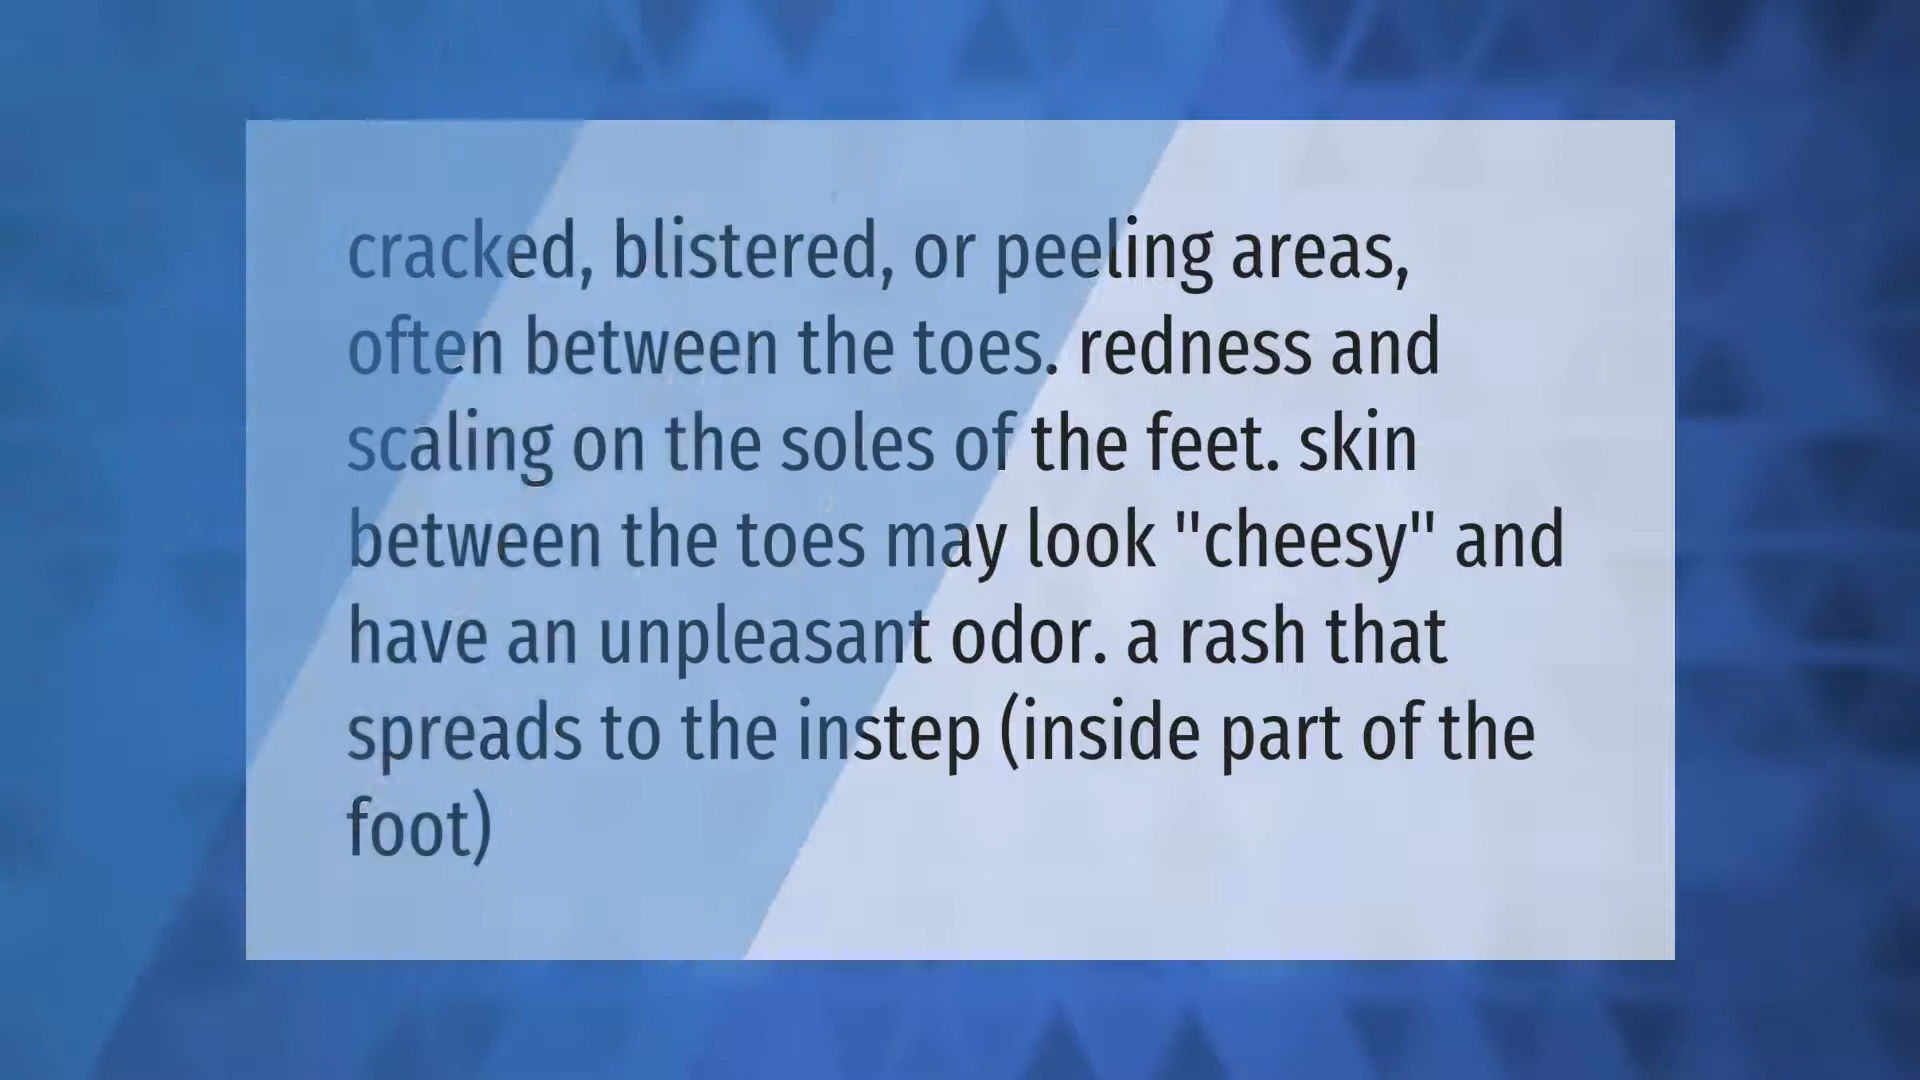 cracked, blistered, or peeling areas,
often between the toes. redness and
scaling on the soles of the feet. skin
between the toes may look "cheesy" and
have an unpleasant odor. a rash that
spreads to the instep (inside part of the
foot)